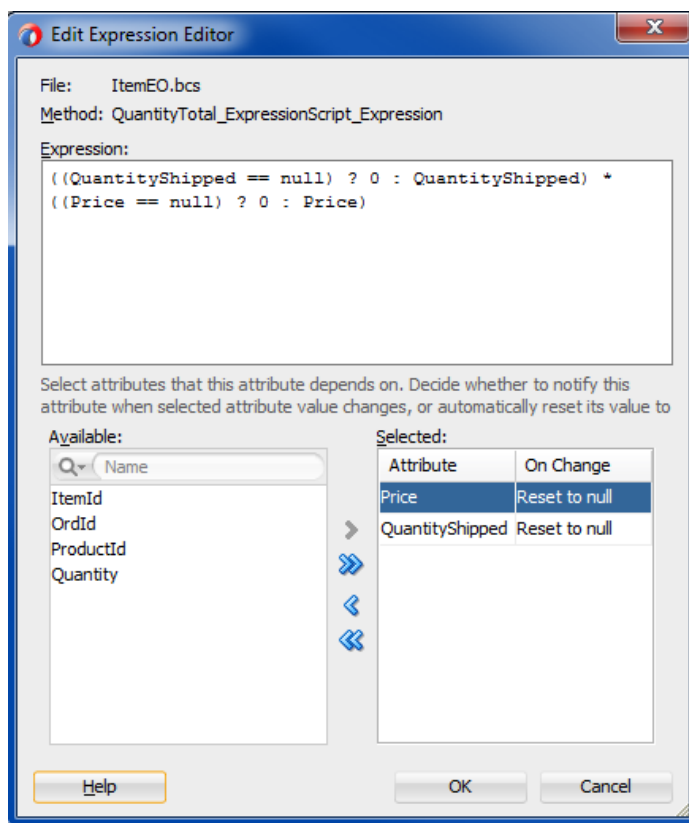 Edit Expression Editor
File: ItemEO.bcs
Method: QuantityTotal_ExpressionScript_Expression
Expression:
((QuantityShipped == null) ? 0 : QuantityShipped) *
((Price == null) ? 0 : Price)
Select attributes that this attribute depends on. Decide whether to notify this
attribute when selected attribute value changes, or automatically reset its value to
Available:
Name
ItemId
OrdId
ProductId
Quantity
Selected:
Attribute On Change
Price Reset to null
QuantityShipped Reset to null
Help OK Cancel